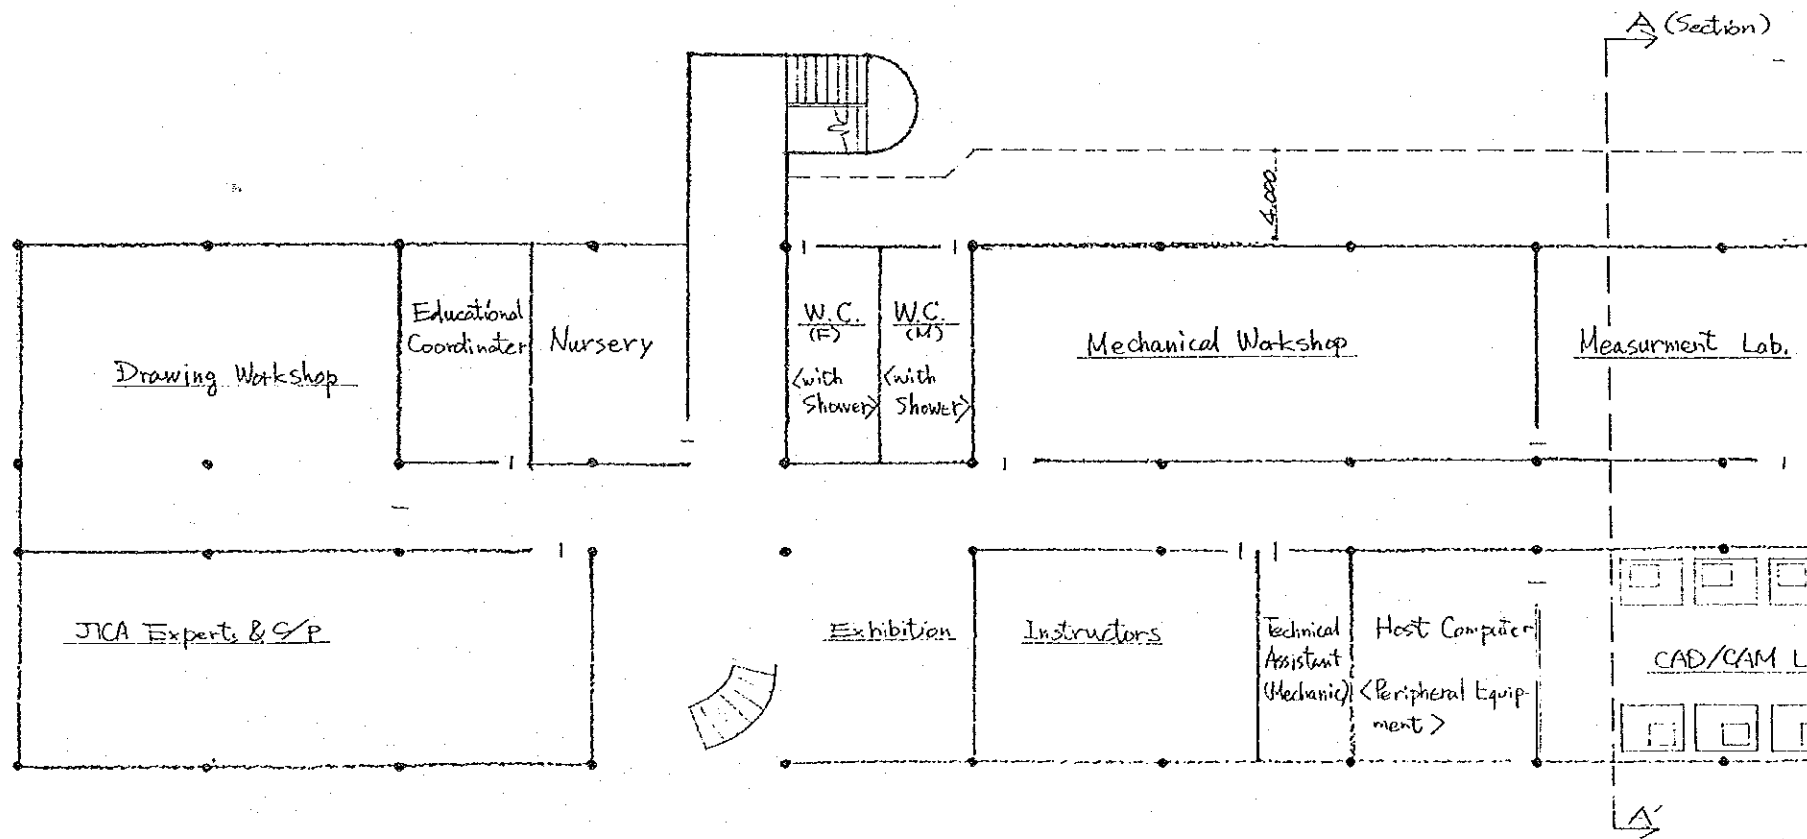 A (Section)
4.000
Educational
Coordinater
Nursery
Drawing Workshop
W.C.
(F)
<with
Shower>
W.C.
(M)
<with
Shower>
Mechanical Workshop
Measurment Lab.
JICA Experts & C/P
Exhibition
Instructors
Technical
Assistant
(Mechanic)
Host Computer
<Peripheral Equip-
ment>
CAD/CAM L
A'